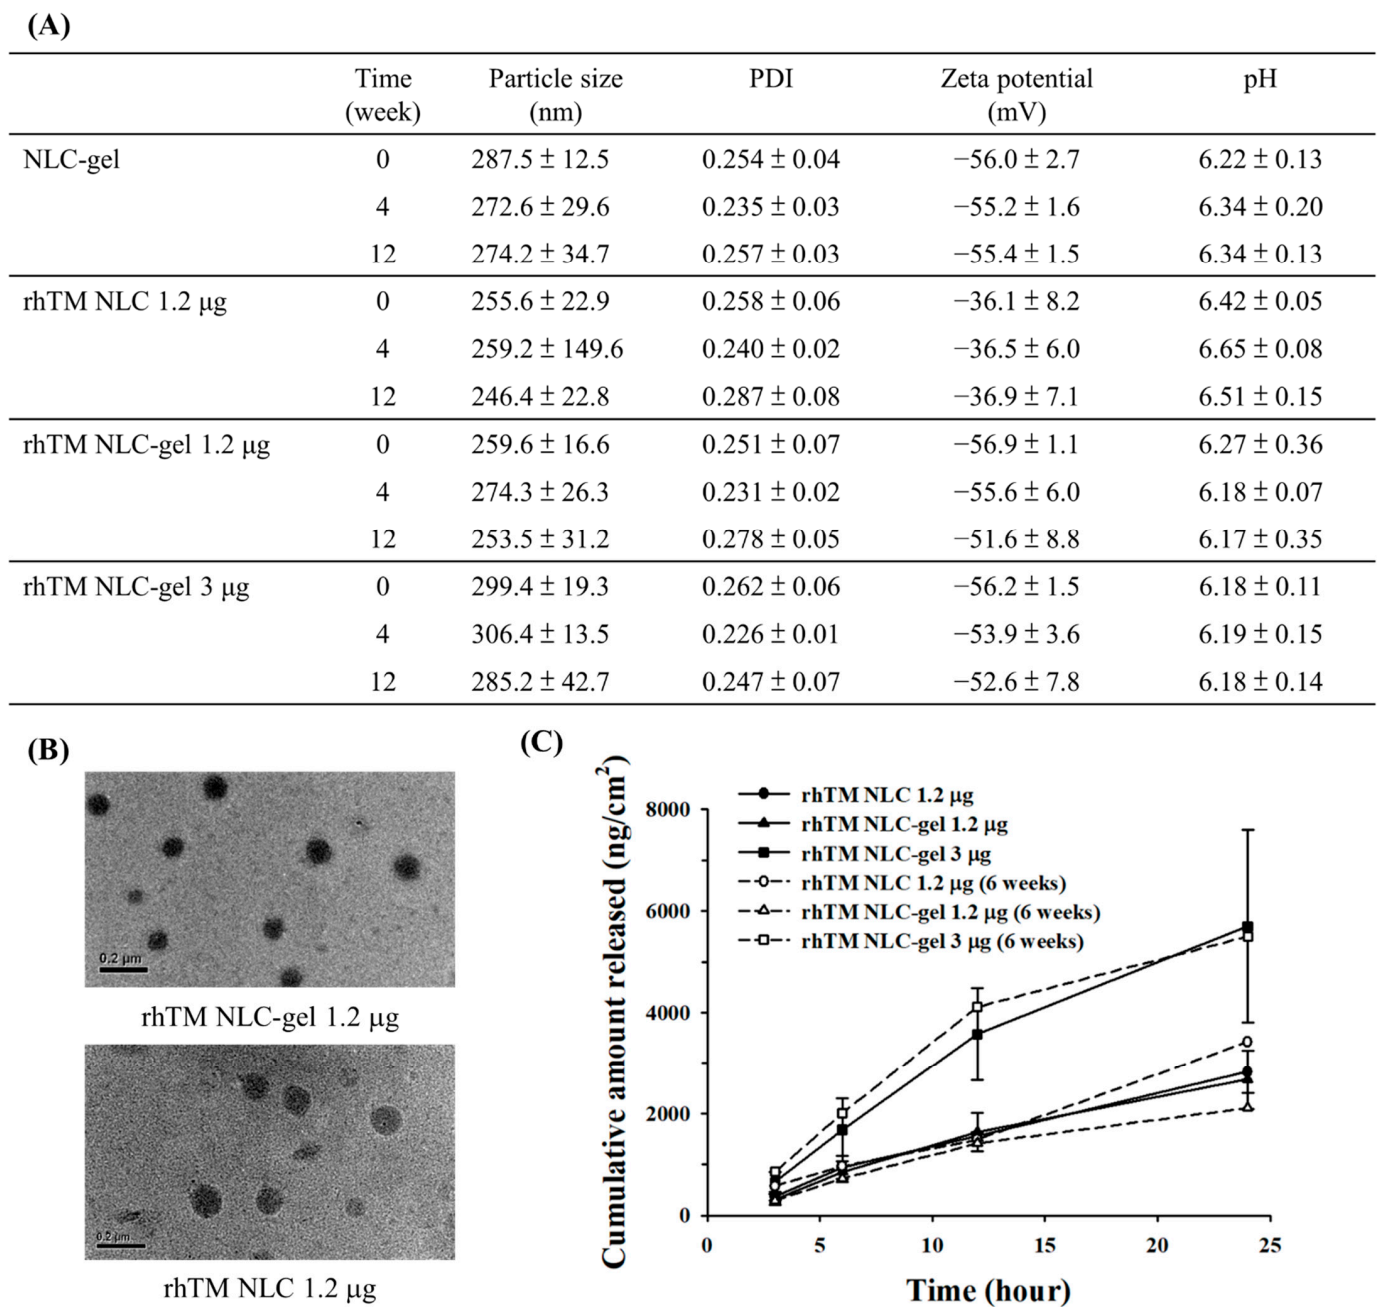 (A)
Time (week) Particle size (nm) PDI Zeta potential (mV) pH
NLC-gel 0 287.5 ± 12.5 0.254 ± 0.04 −56.0 ± 2.7 6.22 ± 0.13
4 272.6 ± 29.6 0.235 ± 0.03 −55.2 ± 1.6 6.34 ± 0.20
12 274.2 ± 34.7 0.257 ± 0.03 −55.4 ± 1.5 6.34 ± 0.13
rhTM NLC 1.2 μg 0 255.6 ± 22.9 0.258 ± 0.06 −36.1 ± 8.2 6.42 ± 0.05
4 259.2 ± 149.6 0.240 ± 0.02 −36.5 ± 6.0 6.65 ± 0.08
12 246.4 ± 22.8 0.287 ± 0.08 −36.9 ± 7.1 6.51 ± 0.15
rhTM NLC-gel 1.2 μg 0 259.6 ± 16.6 0.251 ± 0.07 −56.9 ± 1.1 6.27 ± 0.36
4 274.3 ± 26.3 0.231 ± 0.02 −55.6 ± 6.0 6.18 ± 0.07
12 253.5 ± 31.2 0.278 ± 0.05 −51.6 ± 8.8 6.17 ± 0.35
rhTM NLC-gel 3 μg 0 299.4 ± 19.3 0.262 ± 0.06 −56.2 ± 1.5 6.18 ± 0.11
4 306.4 ± 13.5 0.226 ± 0.01 −53.9 ± 3.6 6.19 ± 0.15
12 285.2 ± 42.7 0.247 ± 0.07 −52.6 ± 7.8 6.18 ± 0.14
(B)
0.2 μm
rhTM NLC-gel 1.2 μg
0.2 μm
rhTM NLC 1.2 μg
(C)
Cumulative amount released (ng/cm²)
8000
6000
4000
2000
0
rhTM NLC 1.2 μg
rhTM NLC-gel 1.2 μg
rhTM NLC-gel 3 μg
rhTM NLC 1.2 μg (6 weeks)
rhTM NLC-gel 1.2 μg (6 weeks)
rhTM NLC-gel 3 μg (6 weeks)
0 5 10 15 20 25
Time (hour)